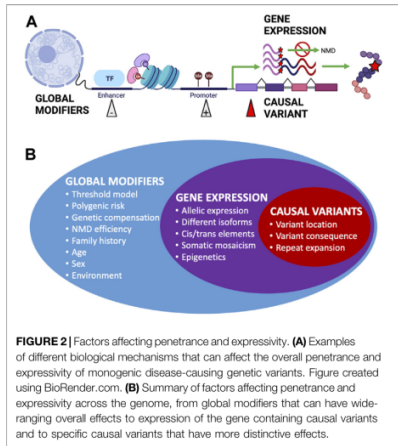 A
GENE
EXPRESSION
NMD
TF
Enhancer
Promoter
GLOBAL
MODIFIERS
CAUSAL
VARIANT
B
GLOBAL MODIFIERS
• Threshold model
• Polygenic risk
• Genetic compensation
• NMD efficiency
• Family history
• Age
• Sex
• Environment
GENE EXPRESSION
• Allelic expression
• Different isoforms
• Cis/trans elements
• Somatic mosaicism
• Epigenetics
CAUSAL VARIANTS
• Variant location
• Variant consequence
• Repeat expansion
FIGURE 2 | Factors affecting penetrance and expressivity. (A) Examples
of different biological mechanisms that can affect the overall penetrance and
expressivity of monogenic disease-causing genetic variants. Figure created
using BioRender.com. (B) Summary of factors affecting penetrance and
expressivity across the genome, from global modifiers that can have wide-
ranging overall effects to expression of the gene containing causal variants
and to specific causal variants that have more distinctive effects.